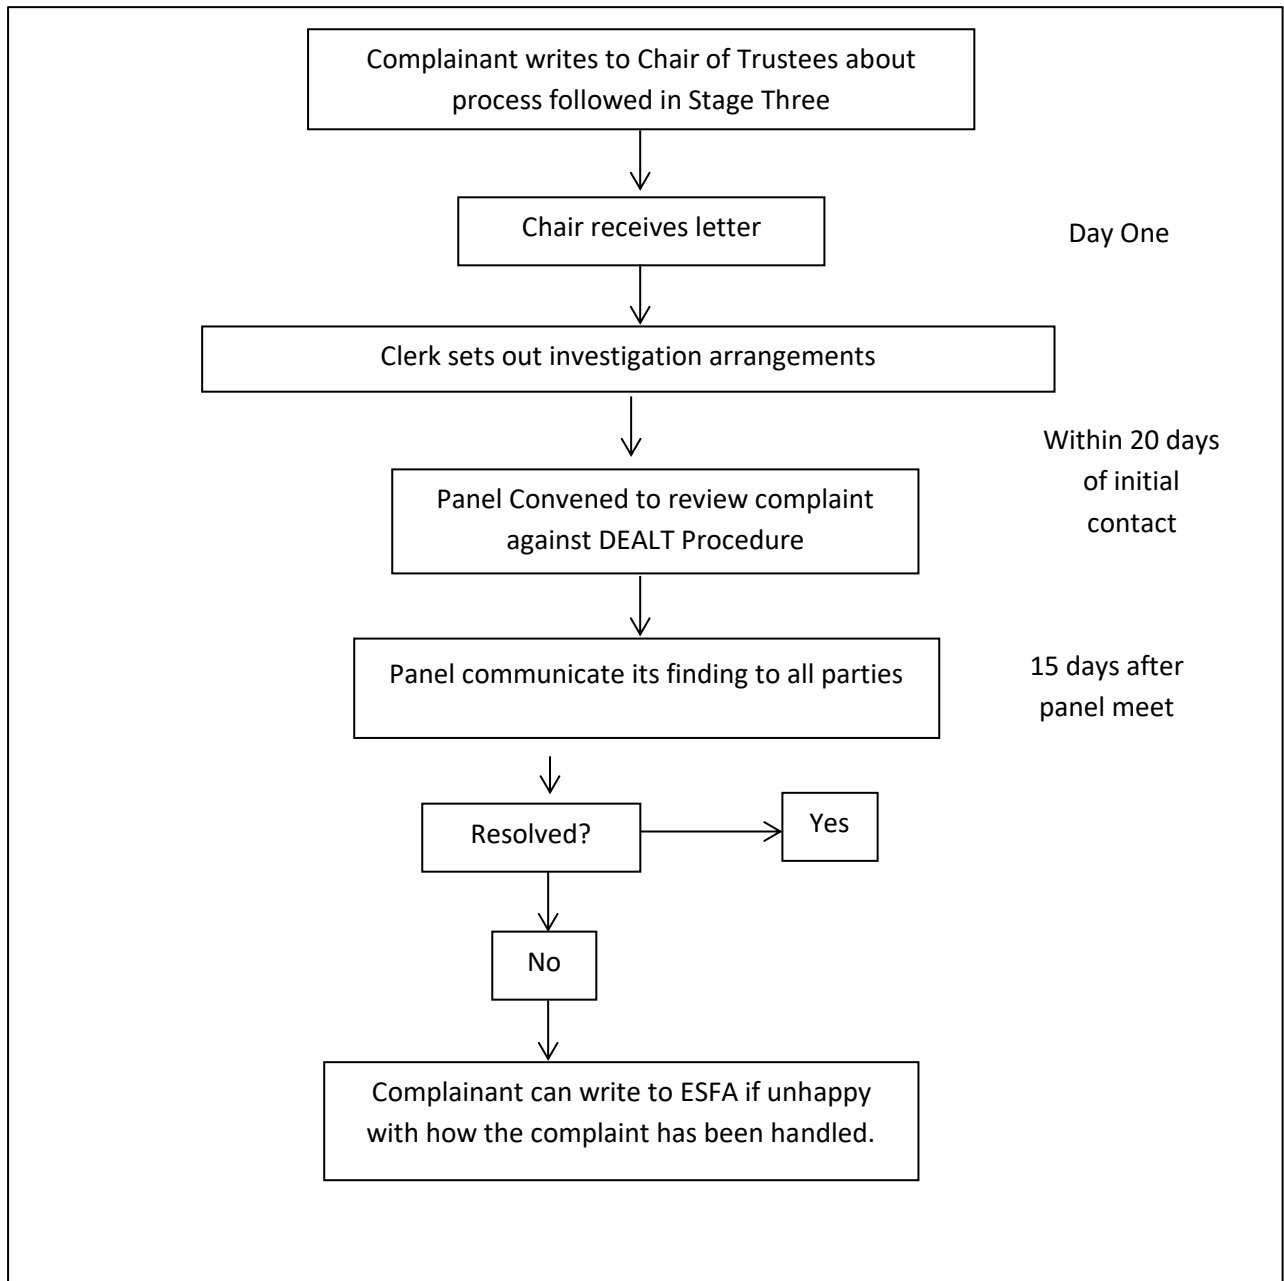 Complainant writes to Chair of Trustees about
process followed in Stage Three
Chair receives letter
Day One
Clerk sets out investigation arrangements
Within 20 days
of initial
contact
Panel Convened to review complaint
against DEALT Procedure
Panel communicate its finding to all parties
15 days after
panel meet
Resolved?
Yes
No
Complainant can write to ESFA if unhappy
with how the complaint has been handled.